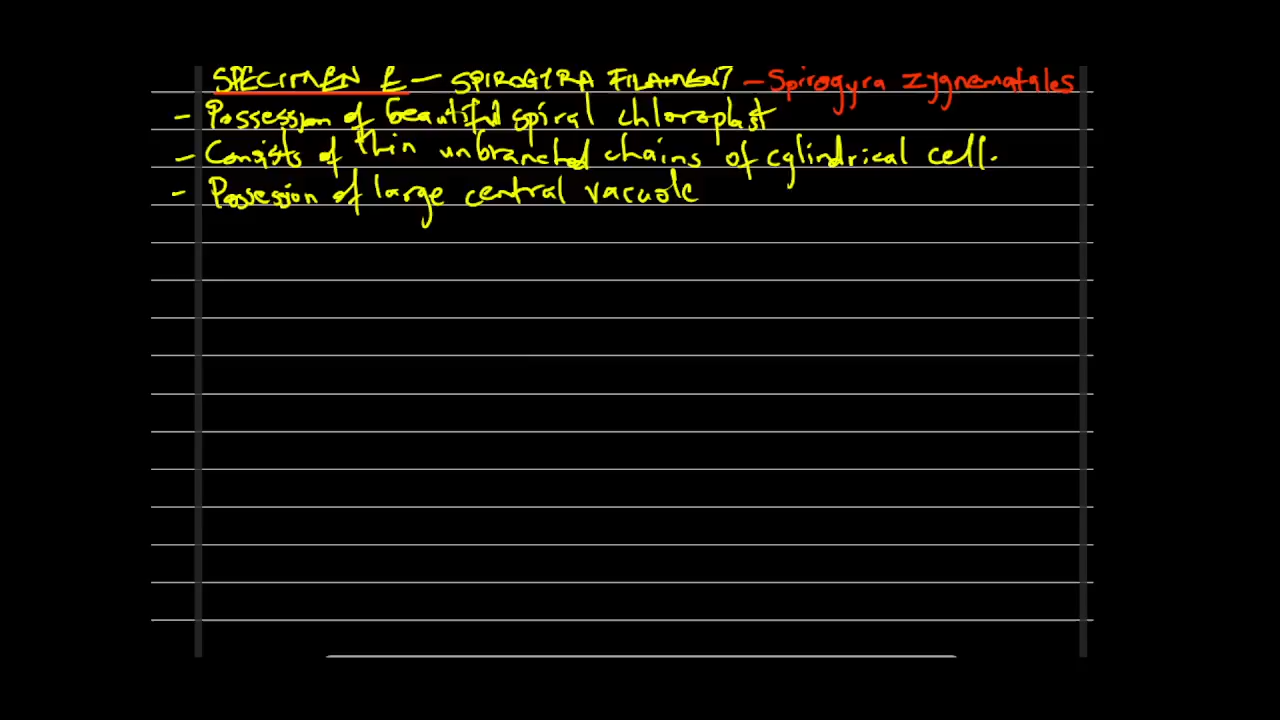 SPECIMEN E - SPIROGYRA FILAMENT - Spirogyra zygnematales
- Possession of beautiful spiral chloroplast
- Consists of thin unbranched chains of cylindrical cell.
- Possession of large central vacuole